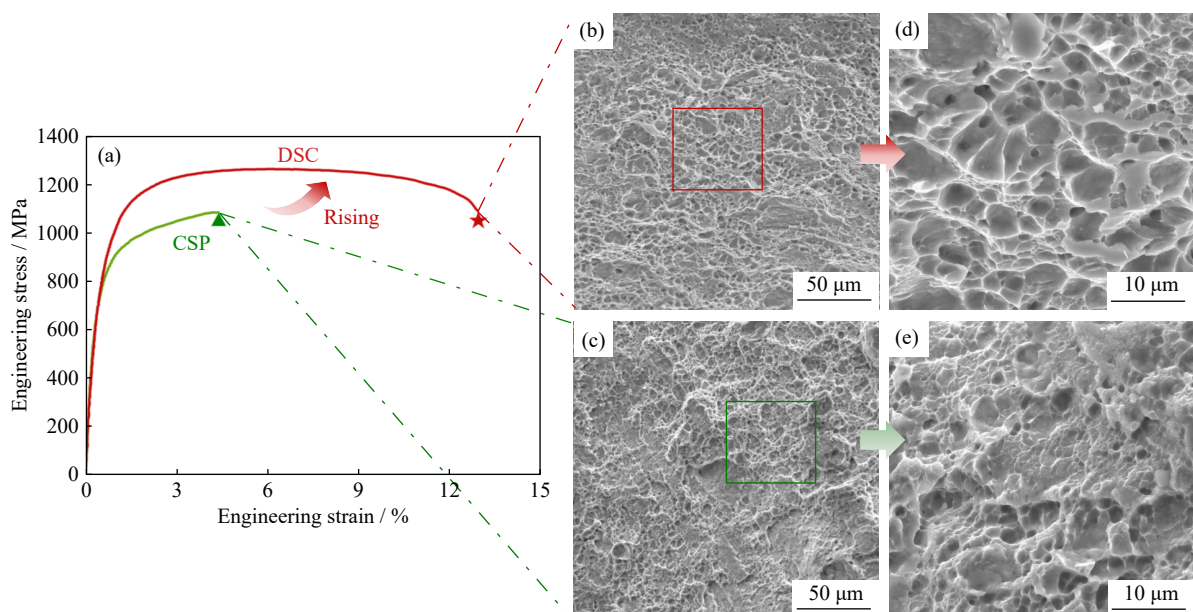 (a)
DSC
Rising
CSP
1400
1200
1000
800
600
400
200
0
0 3 6 9 12 15
Engineering stress / MPa
Engineering strain / %
(b)
50 μm
(d)
10 μm
(c)
50 μm
(e)
10 μm